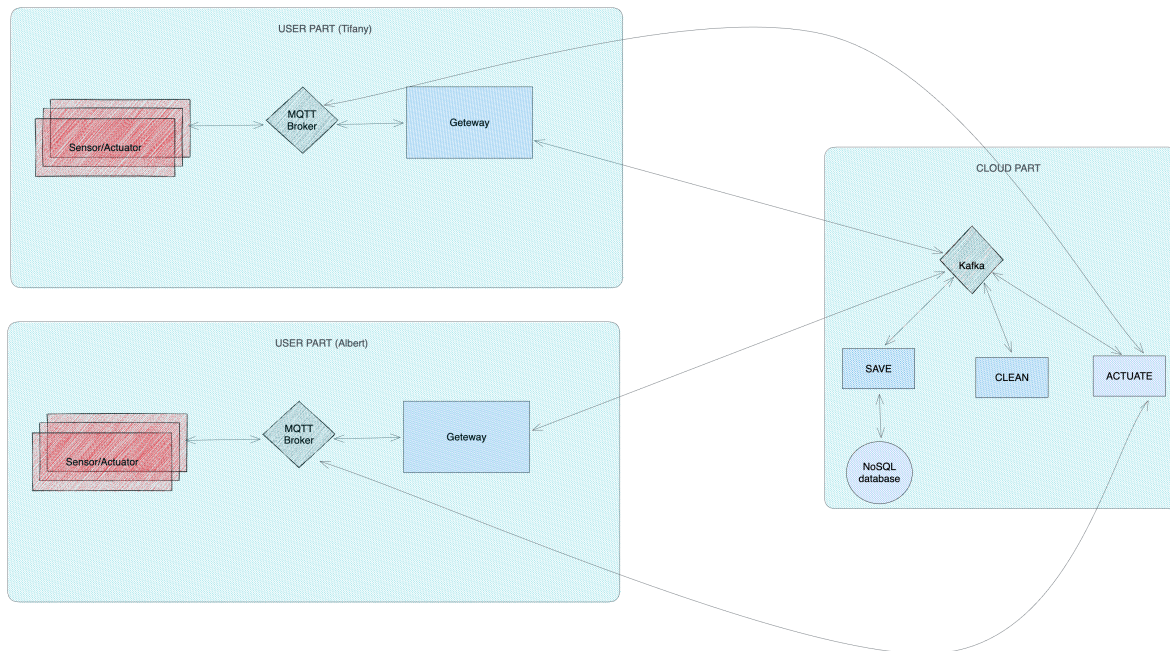 USER PART (Tifany)
MQTT
Broker
Geteway
Sensor/Actuator
CLOUD PART
Kafka
SAVE
CLEAN
ACTUATE
NoSQL
database
USER PART (Albert)
MQTT
Broker
Geteway
Sensor/Actuator